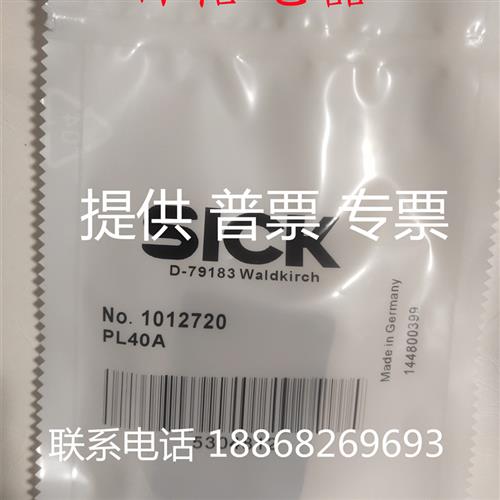 提供 普票 专票
SICK
D-79183 Waldkirch
No. 1012720
PL40A
Made in Germany
144800399
联系电话 18868269693
04